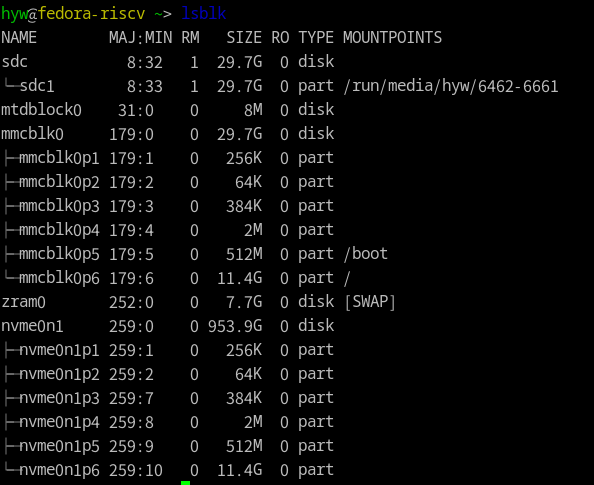 hyw@fedora-riscv ~> lsblk
NAME        MAJ:MIN RM   SIZE RO TYPE MOUNTPOINTS
sdc           8:32   1  29.7G  0 disk
└─sdc1        8:33   1  29.7G  0 part /run/media/hyw/6462-6661
mtdblock0    31:0    0     8M  0 disk
mmcblk0     179:0    0  29.7G  0 disk
├─mmcblk0p1 179:1    0   256K  0 part
├─mmcblk0p2 179:2    0    64K  0 part
├─mmcblk0p3 179:3    0   384K  0 part
├─mmcblk0p4 179:4    0     2M  0 part
├─mmcblk0p5 179:5    0   512M  0 part /boot
└─mmcblk0p6 179:6    0  11.4G  0 part /
zram0       252:0    0   7.7G  0 disk [SWAP]
nvme0n1     259:0    0 953.9G  0 disk
├─nvme0n1p1 259:1    0   256K  0 part
├─nvme0n1p2 259:2    0    64K  0 part
├─nvme0n1p3 259:7    0   384K  0 part
├─nvme0n1p4 259:8    0     2M  0 part
├─nvme0n1p5 259:9    0   512M  0 part
└─nvme0n1p6 259:10   0  11.4G  0 part